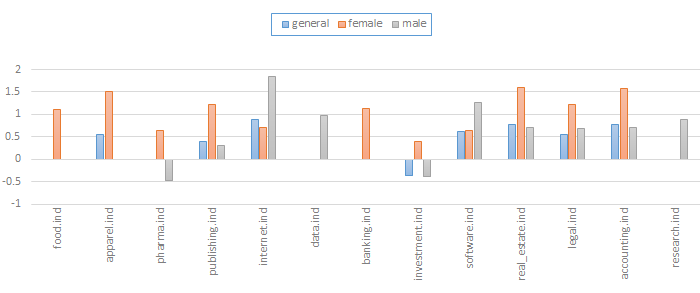 general female male
2
1.5
1
0.5
0
-0.5
-1
food.ind
apparel.ind
pharma.ind
publishing.ind
internet.ind
data.ind
banking.ind
investment.ind
software.ind
real_estate.ind
legal.ind
accounting.ind
research.ind